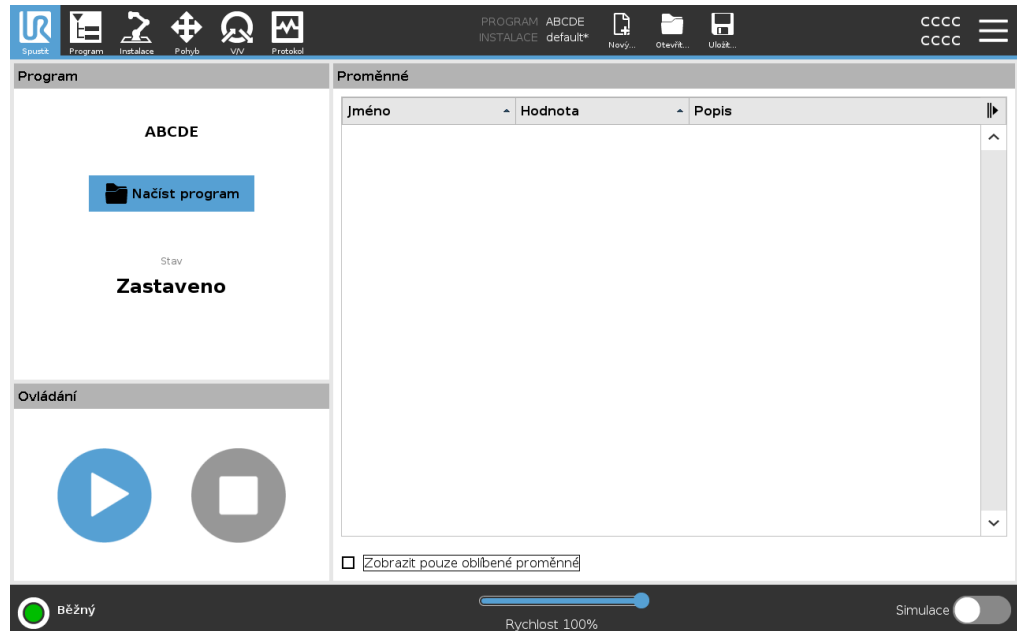 Spustit Program Instalace Pohyb V/V Protokol
PROGRAM ABCDE
INSTALACE default*
Nový... Otevřít... Uložit...
CCCC
CCCC
Program
ABCDE
Načíst program
Stav
Zastaveno
Ovládání
Proměnné
Jméno Hodnota Popis
Zobrazit pouze oblíbené proměnné
Běžný
Rychlost 100%
Simulace